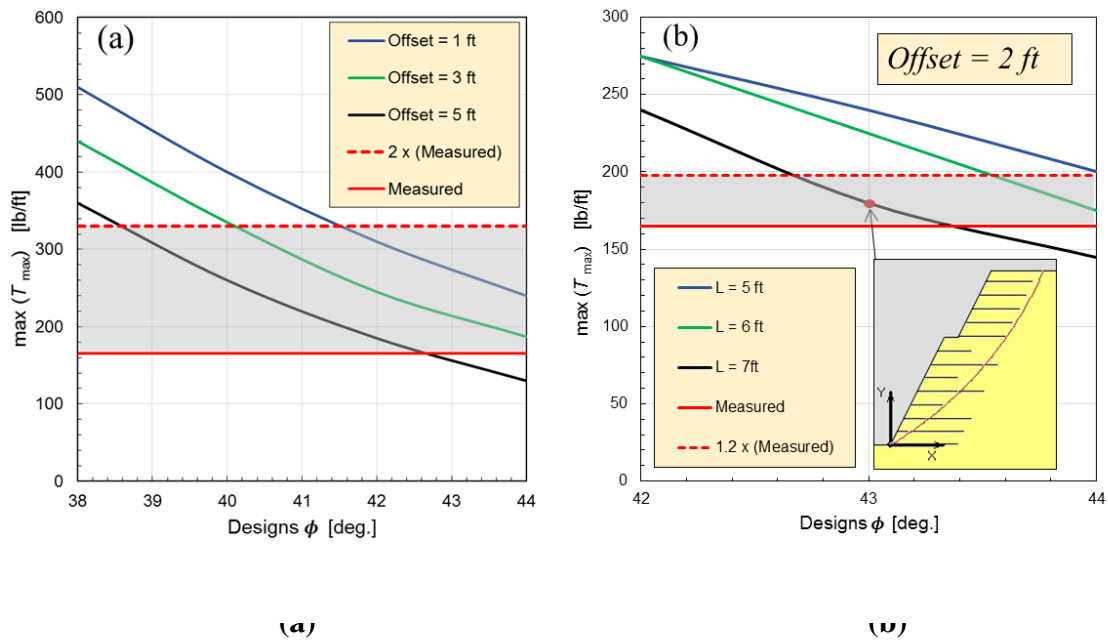 (a)
600
500
400
300
200
100
0
max (T max) [lb/ft]
38 39 40 41 42 43 44
Designs ϕ [deg.]
Offset = 1 ft
Offset = 3 ft
Offset = 5 ft
2 x (Measured)
Measured
(b)
Offset = 2 ft
300
250
200
150
100
50
0
max (T max) [lb/ft]
42 43 44
Designs ϕ [deg.]
L = 5 ft
L = 6 ft
L = 7ft
Measured
1.2 x (Measured)
Y
X
(a) (b)